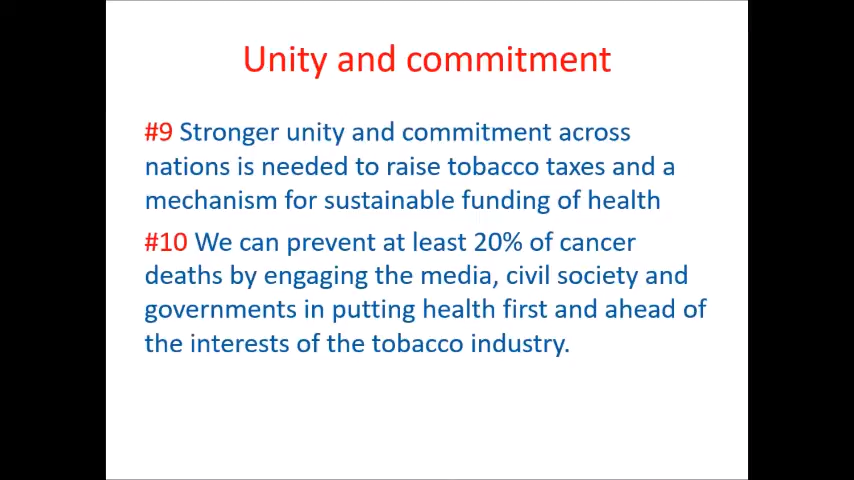 Unity and commitment
#9 Stronger unity and commitment across
nations is needed to raise tobacco taxes and a
mechanism for sustainable funding of health
#10 We can prevent at least 20% of cancer
deaths by engaging the media, civil society and
governments in putting health first and ahead of
the interests of the tobacco industry.